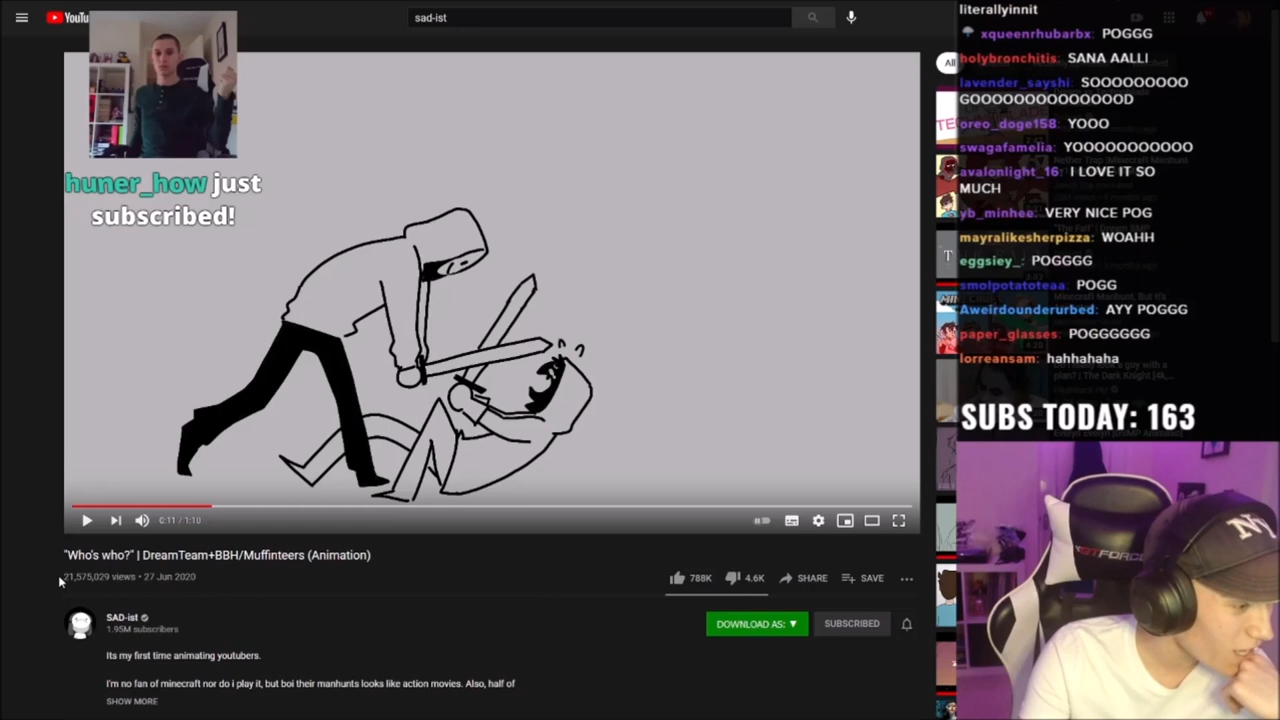 YouTu
sad-ist
huner_how just
subscribed!
0:11 / 1:10
"Who's who?" | DreamTeam+BBH/Muffinteers (Animation)
21,575,029 views • 27 Jun 2020
788K
4.6K
SHARE
SAVE
SAD-ist
1.95M subscribers
DOWNLOAD AS: ▼
SUBSCRIBED
Its my first time animating youtubers.
I'm no fan of minecraft nor do i play it, but boi their manhunts looks like action movies. Also, half of
SHOW MORE
All
literallyinnit
xqueenrhubarbx: POGGG
holybronchitis: SANA AALLI
lavender_sayshi: SOOOOOOOOO
GOOOOOOOOOOOOOOD
oreo_doge158: YOOO
swagafamelia: YOOOOOOOOOOO
avalonlight_16: I LOVE IT SO
MUCH
yb_minhee: VERY NICE POG
mayralikesherpizza: WOAHH
eggsiey_: POGGGG
smolpotatoteaa: POGG
Aweirdounderurbed: AYY POGGG
paper_glasses: POGGGGGG
lorreansam: hahhahaha
SUBS TODAY: 163
GTFORCE
NY